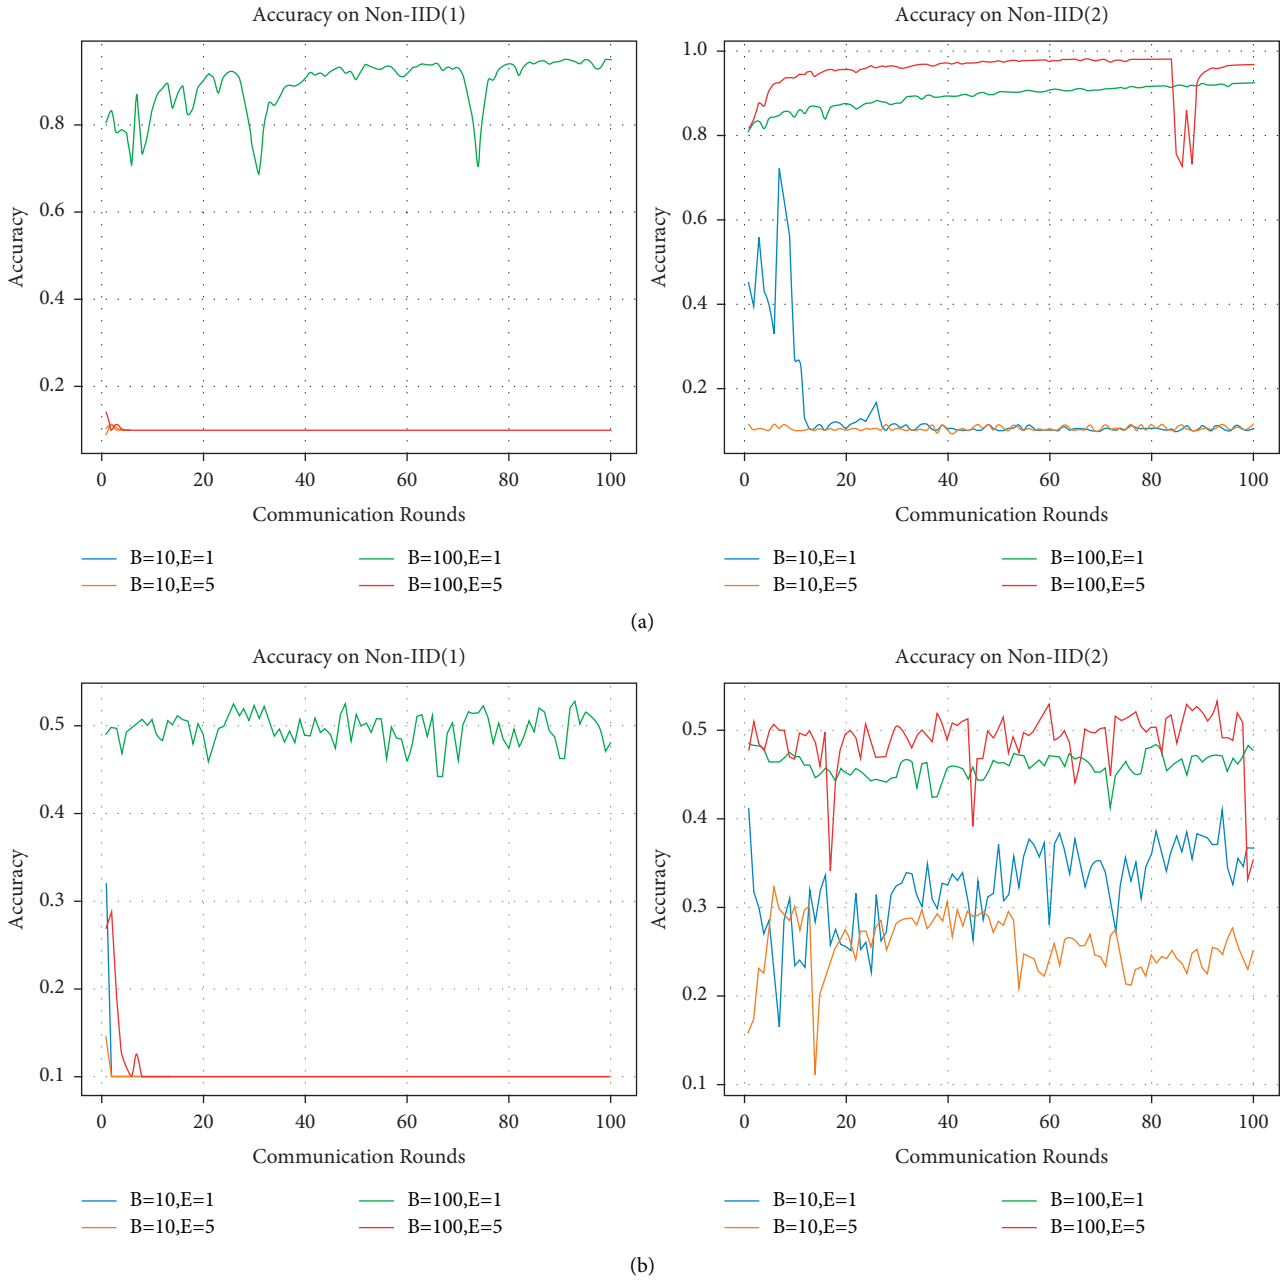 Accuracy on Non-IID(1)
0.8
0.6
0.4
0.2
Accuracy
0 20 40 60 80 100
Communication Rounds
B=10,E=1 B=100,E=1
B=10,E=5 B=100,E=5
Accuracy on Non-IID(2)
1.0
0.8
0.6
0.4
0.2
Accuracy
0 20 40 60 80 100
Communication Rounds
B=10,E=1 B=100,E=1
B=10,E=5 B=100,E=5
(a)
Accuracy on Non-IID(1)
0.5
0.4
0.3
0.2
0.1
Accuracy
0 20 40 60 80 100
Communication Rounds
B=10,E=1 B=100,E=1
B=10,E=5 B=100,E=5
Accuracy on Non-IID(2)
0.5
0.4
0.3
0.2
0.1
Accuracy
0 20 40 60 80 100
Communication Rounds
B=10,E=1 B=100,E=1
B=10,E=5 B=100,E=5
(b)